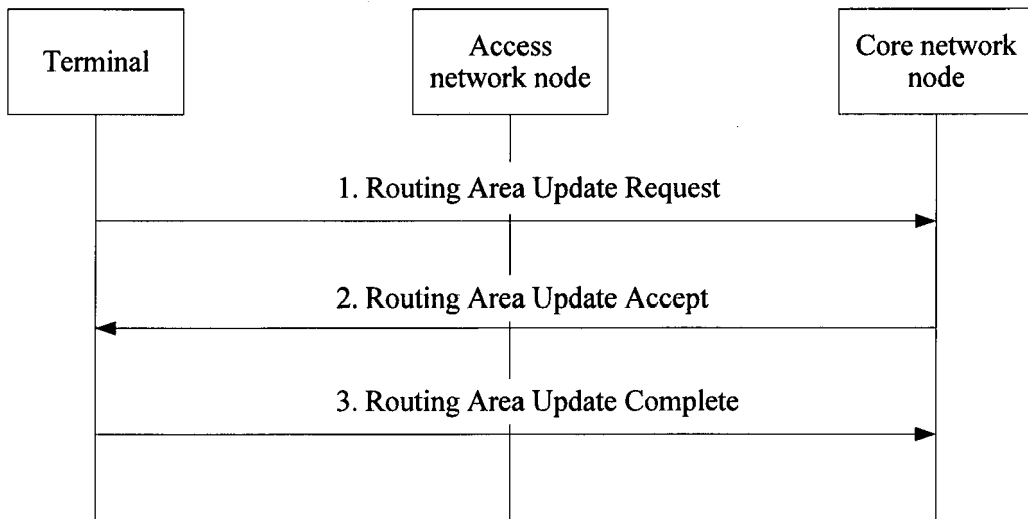 Terminal
Access
network node
Core network
node
1. Routing Area Update Request
2. Routing Area Update Accept
3. Routing Area Update Complete